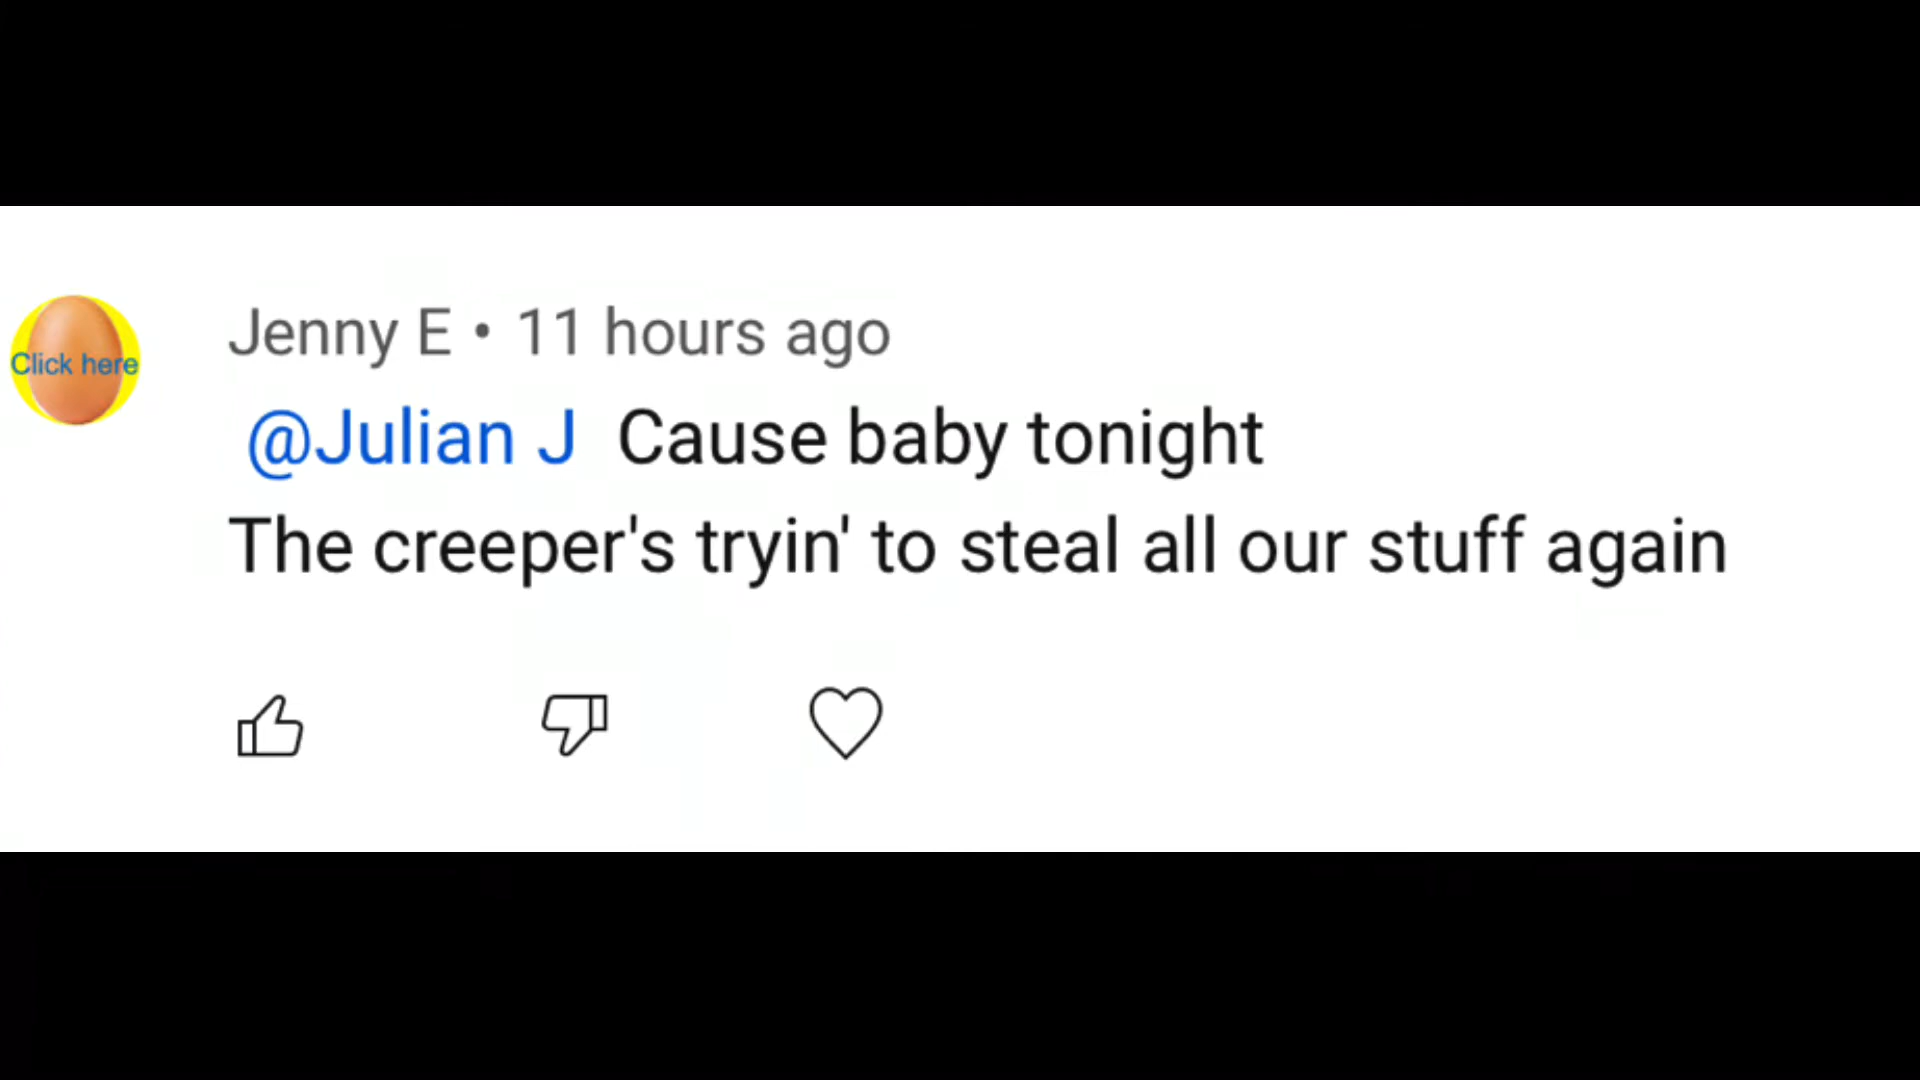 Click here
Jenny E • 11 hours ago
@Julian J Cause baby tonight
The creeper's tryin' to steal all our stuff again